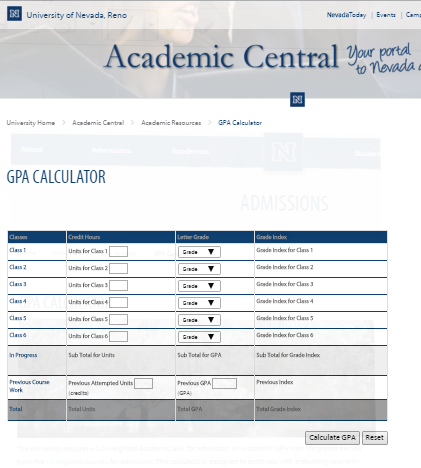 N University of Nevada, Reno
NevadaToday | Events |
Academic Central Your portal
to Nevada
N
University Home > Academic Central > Academic Resources > GPA Calculator
N
GPA CALCULATOR
ADMISSIONS
Classes Credit Hours Letter Grade Grade Index
Class 1 Units for Class 1 Grade ▼ Grade Index for Class 1
Class 2 Units for Class 2 Grade ▼ Grade Index for Class 2
Class 3 Units for Class 3 Grade ▼ Grade Index for Class 3
Class 4 Units for Class 4 Grade ▼ Grade Index for Class 4
Class 5 Units for Class 5 Grade ▼ Grade Index for Class 5
Class 6 Units for Class 6 Grade ▼ Grade Index for Class 6
In Progress Sub Total for Units Sub Total for GPA Sub Total for Grade Index
Previous Course Previous Attempted Units Previous GPA Previous Index
Work (credits) (GPA)
Total Total Units Total GPA Total Grade Index
Calculate GPA Reset